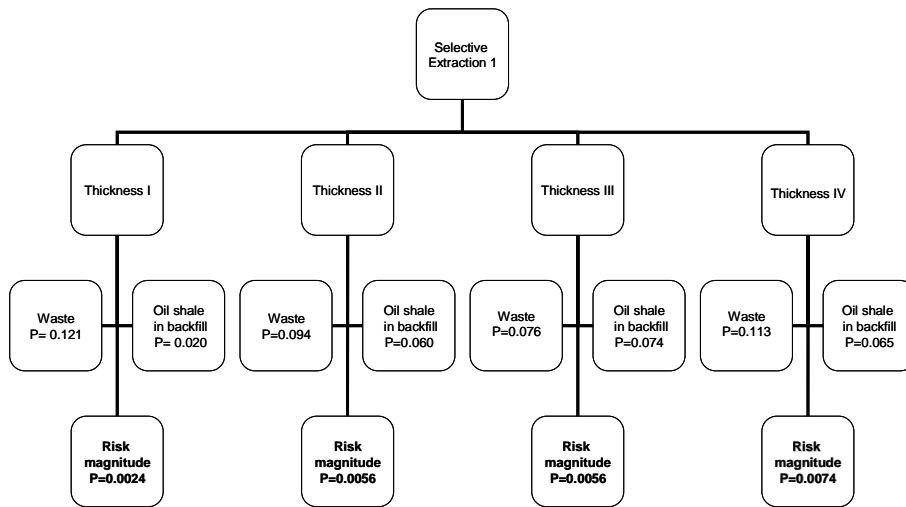 Selective
Extraction 1
Thickness I
Thickness II
Thickness III
Thickness IV
Waste
P= 0.121
Oil shale
in backfill
P= 0.020
Waste
P=0.094
Oil shale
in backfill
P=0.060
Waste
P=0.076
Oil shale
in backfill
P=0.074
Waste
P=0.113
Oil shale
in backfill
P=0.065
Risk
magnitude
P=0.0024
Risk
magnitude
P=0.0056
Risk
magnitude
P=0.0056
Risk
magnitude
P=0.0074